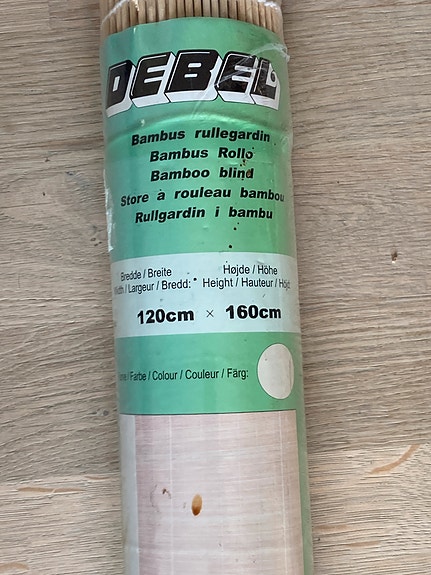 DEBEL
Bambus rullegardin
Bambus Rollo
Bamboo blind
Store à rouleau bambou
Rullgardin i bambu
Bredde / Breite Højde / Höhe
/ Largeur / Bredd: Height / Hauteur / Höjd:
120cm × 160cm
/ Farbe / Colour / Couleur / Färg: